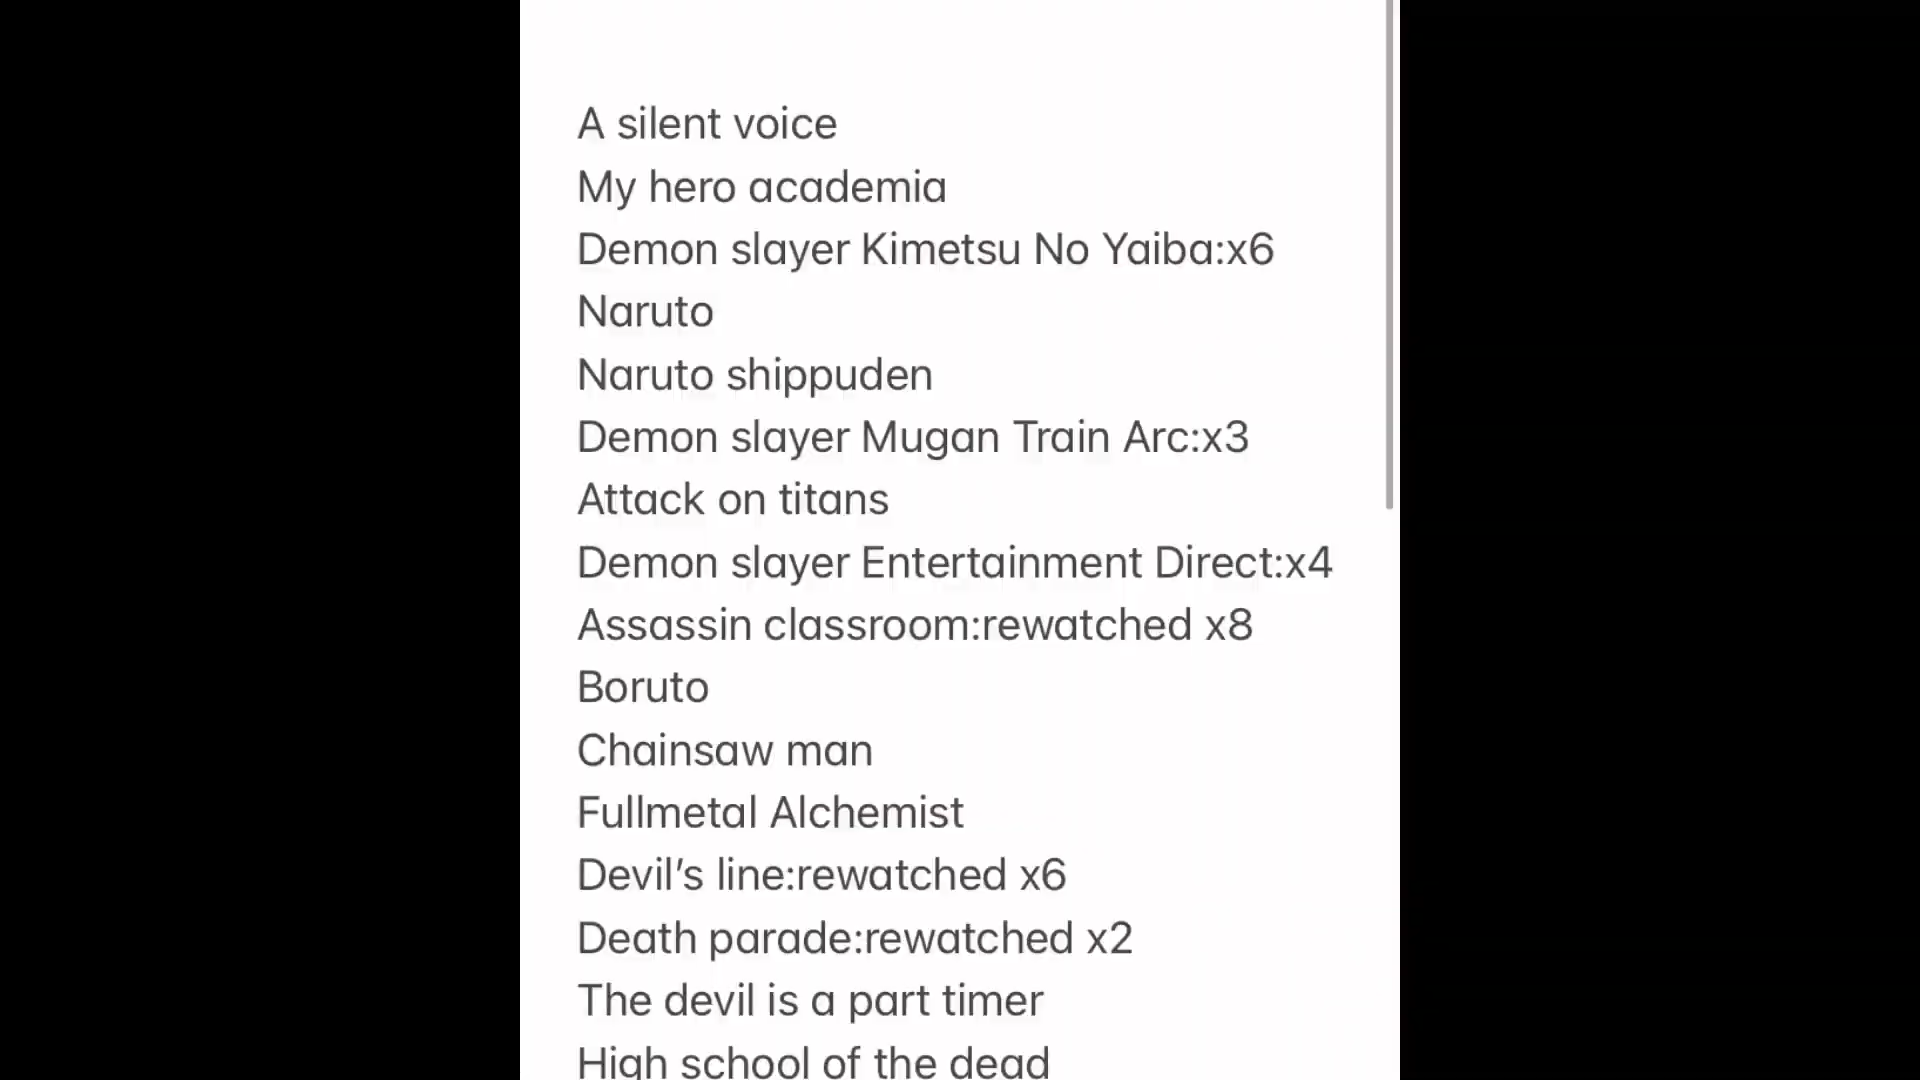 A silent voice
My hero academia
Demon slayer Kimetsu No Yaiba:x6
Naruto
Naruto shippuden
Demon slayer Mugan Train Arc:x3
Attack on titans
Demon slayer Entertainment Direct:x4
Assassin classroom:rewatched x8
Boruto
Chainsaw man
Fullmetal Alchemist
Devil’s line:rewatched x6
Death parade:rewatched x2
The devil is a part timer
High school of the dead